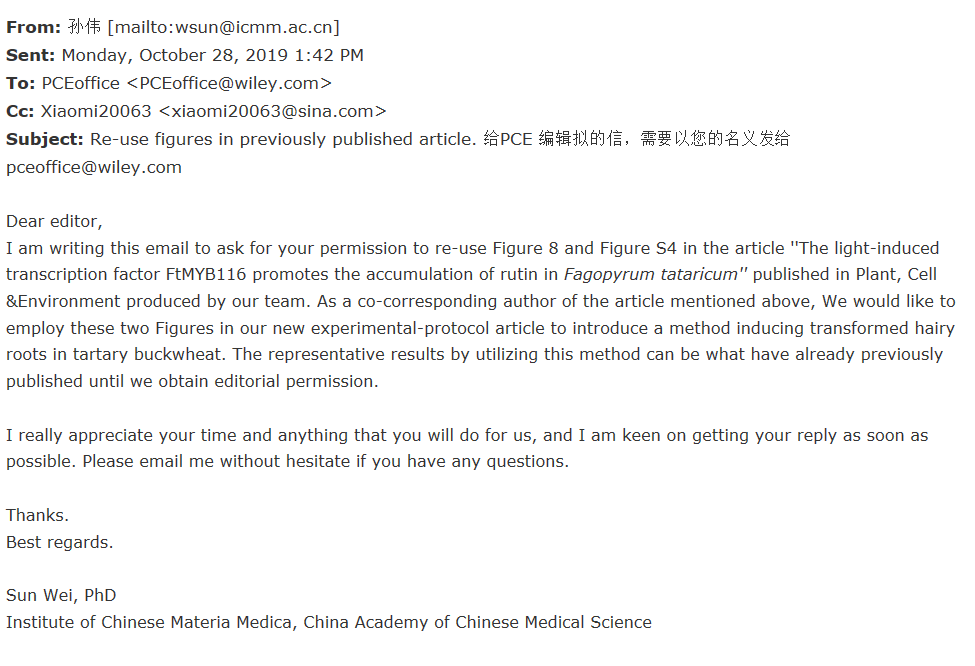 From: 孙伟 [mailto:wsun@icmm.ac.cn]
Sent: Monday, October 28, 2019 1:42 PM
To: PCEoffice <PCEoffice@wiley.com>
Cc: Xiaomi20063 <xiaomi20063@sina.com>
Subject: Re-use figures in previously published article. 给PCE 编辑拟的信，需要以您的名义发给
pceoffice@wiley.com
Dear editor,
I am writing this email to ask for your permission to re-use Figure 8 and Figure S4 in the article "The light-induced
transcription factor FtMYB116 promotes the accumulation of rutin in Fagopyrum tataricum" published in Plant, Cell
&Environment produced by our team. As a co-corresponding author of the article mentioned above, We would like to
employ these two Figures in our new experimental-protocol article to introduce a method inducing transformed hairy
roots in tartary buckwheat. The representative results by utilizing this method can be what have already previously
published until we obtain editorial permission.
I really appreciate your time and anything that you will do for us, and I am keen on getting your reply as soon as
possible. Please email me without hesitate if you have any questions.
Thanks.
Best regards.
Sun Wei, PhD
Institute of Chinese Materia Medica, China Academy of Chinese Medical Science